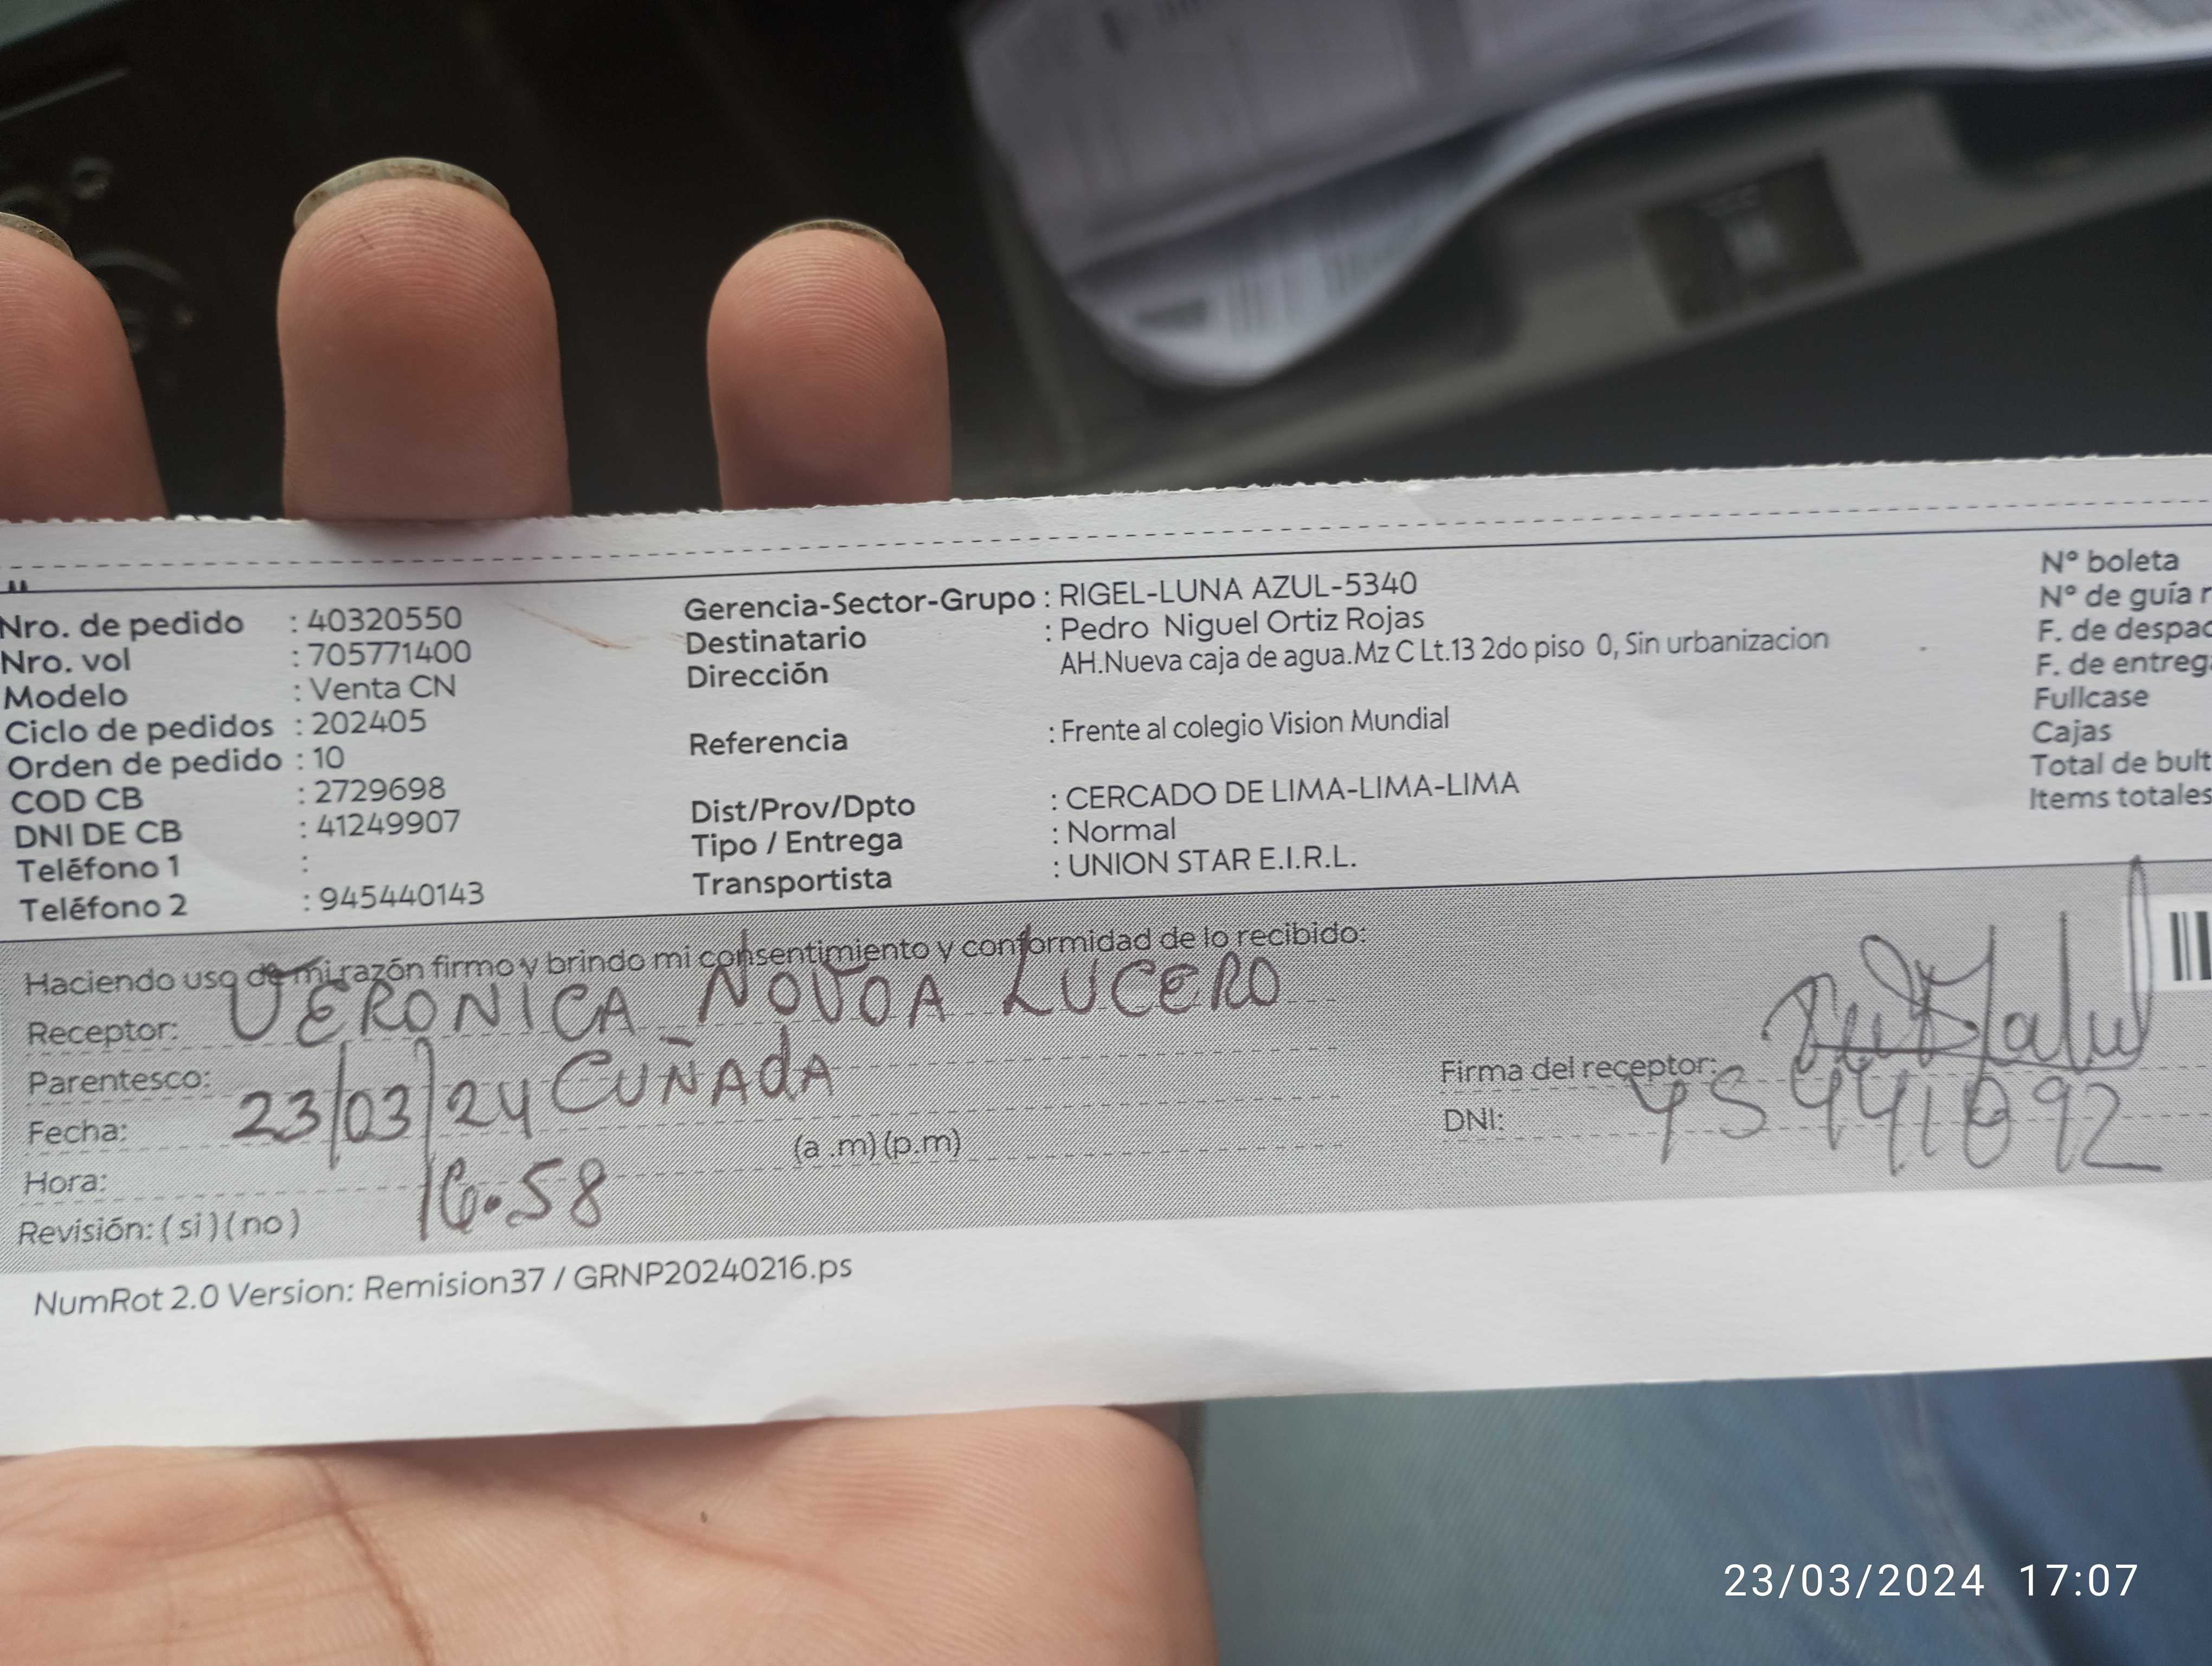 Nro. de pedido : 40320550
Nro. vol : 705771400
Modelo : Venta CN
Ciclo de pedidos : 202405
Orden de pedido : 10
COD CB : 2729698
DNI DE CB : 41249907
Teléfono 1 :
Teléfono 2 : 945440143
Gerencia-Sector-Grupo : RIGEL-LUNA AZUL-5340
Destinatario : Pedro Niguel Ortiz Rojas
Dirección AH.Nueva caja de agua.Mz C Lt.13 2do piso 0, Sin urbanizacion
Referencia : Frente al colegio Vision Mundial
Dist/Prov/Dpto : CERCADO DE LIMA-LIMA-LIMA
Tipo / Entrega : Normal
Transportista : UNION STAR E.I.R.L.
N° boleta
N° de guía r
F. de despac
F. de entrega
Fullcase
Cajas
Total de bult
Items totales
Haciendo uso de mi razón firmo y brindo mi consentimiento y conformidad de lo recibido:
Receptor: VERONICA NOVOA LUCERO
Parentesco: CUÑADA
Fecha: 23/03/24
Hora: 16.58 (a .m) (p.m)
Revisión: ( si ) ( no )
Firma del receptor:
DNI: 45441092
NumRot 2.0 Version: Remision37 / GRNP20240216.ps
23/03/2024 17:07